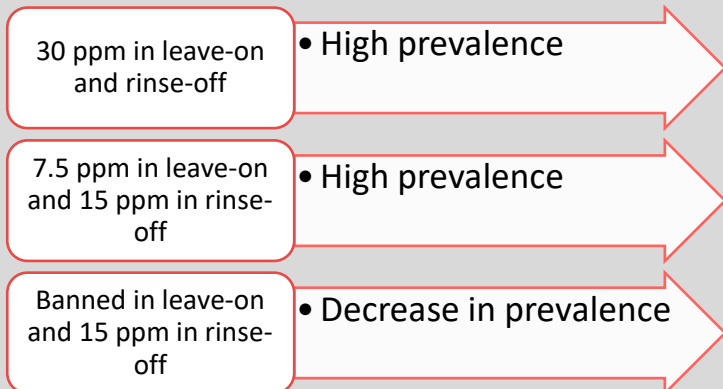 30 ppm in leave-on
and rinse-off
• High prevalence
7.5 ppm in leave-on
and 15 ppm in rinse-
off
• High prevalence
Banned in leave-on
and 15 ppm in rinse-
off
• Decrease in prevalence